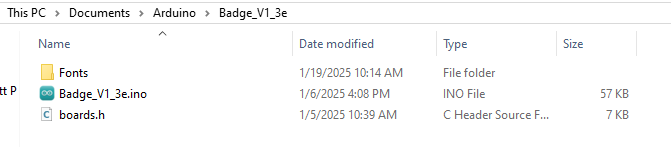 This PC > Documents > Arduino > Badge_V1_3e
Name Date modified Type Size
Fonts 1/19/2025 10:14 AM File folder
Badge_V1_3e.ino 1/6/2025 4:08 PM INO File 57 KB
tt P
boards.h 1/5/2025 10:39 AM C Header Source F... 7 KB